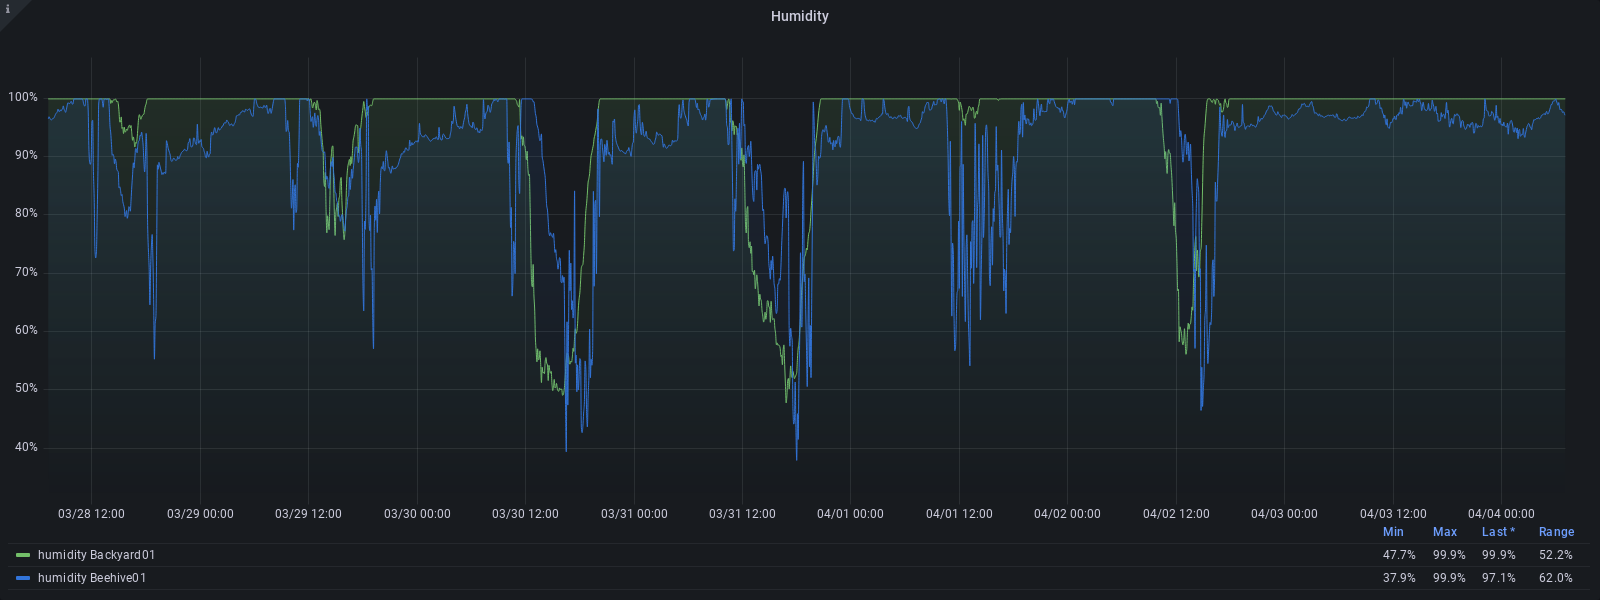 i
Humidity
100%
90%
80%
70%
60%
50%
40%
03/28 12:00 03/29 00:00 03/29 12:00 03/30 00:00 03/30 12:00 03/31 00:00 03/31 12:00 04/01 00:00 04/01 12:00 04/02 00:00 04/02 12:00 04/03 00:00 04/03 12:00 04/04 00:00
Min Max Last * Range
humidity Backyard01 47.7% 99.9% 99.9% 52.2%
humidity Beehive01 37.9% 99.9% 97.1% 62.0%